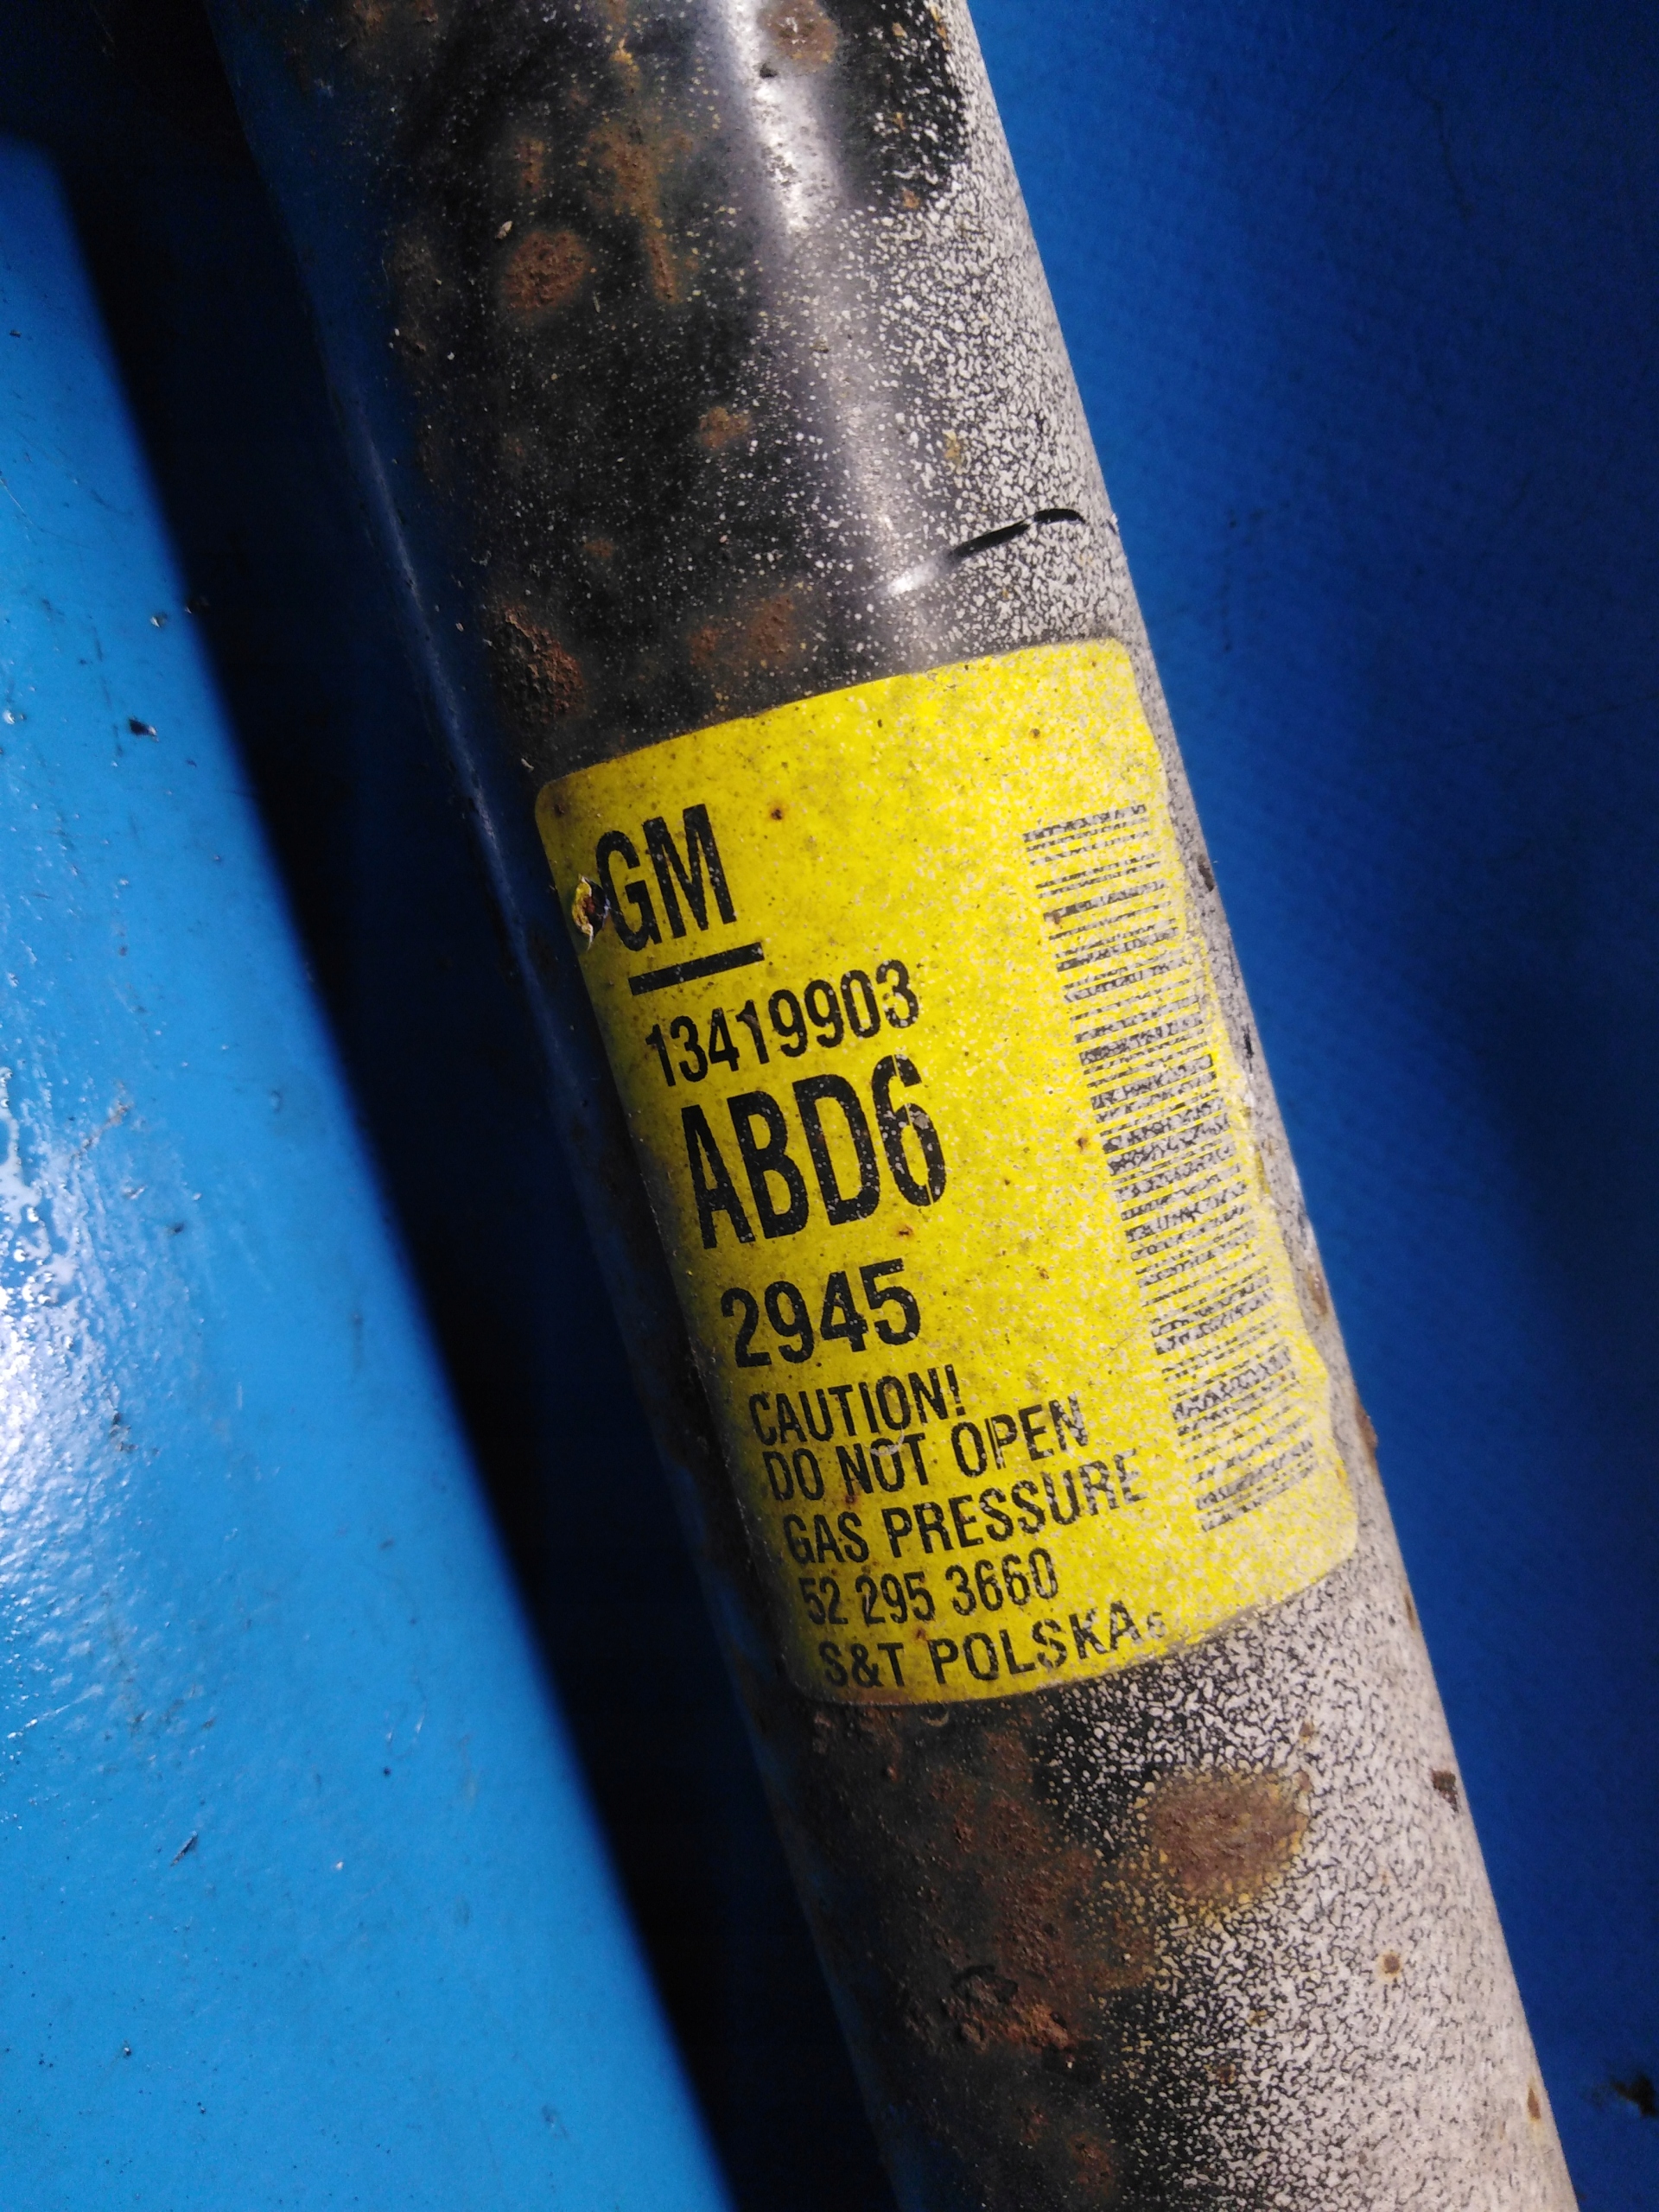 GM
13419903
ABD6
2945
CAUTION!
DO NOT OPEN
GAS PRESSURE
52 295 3660
S&T POLSKA